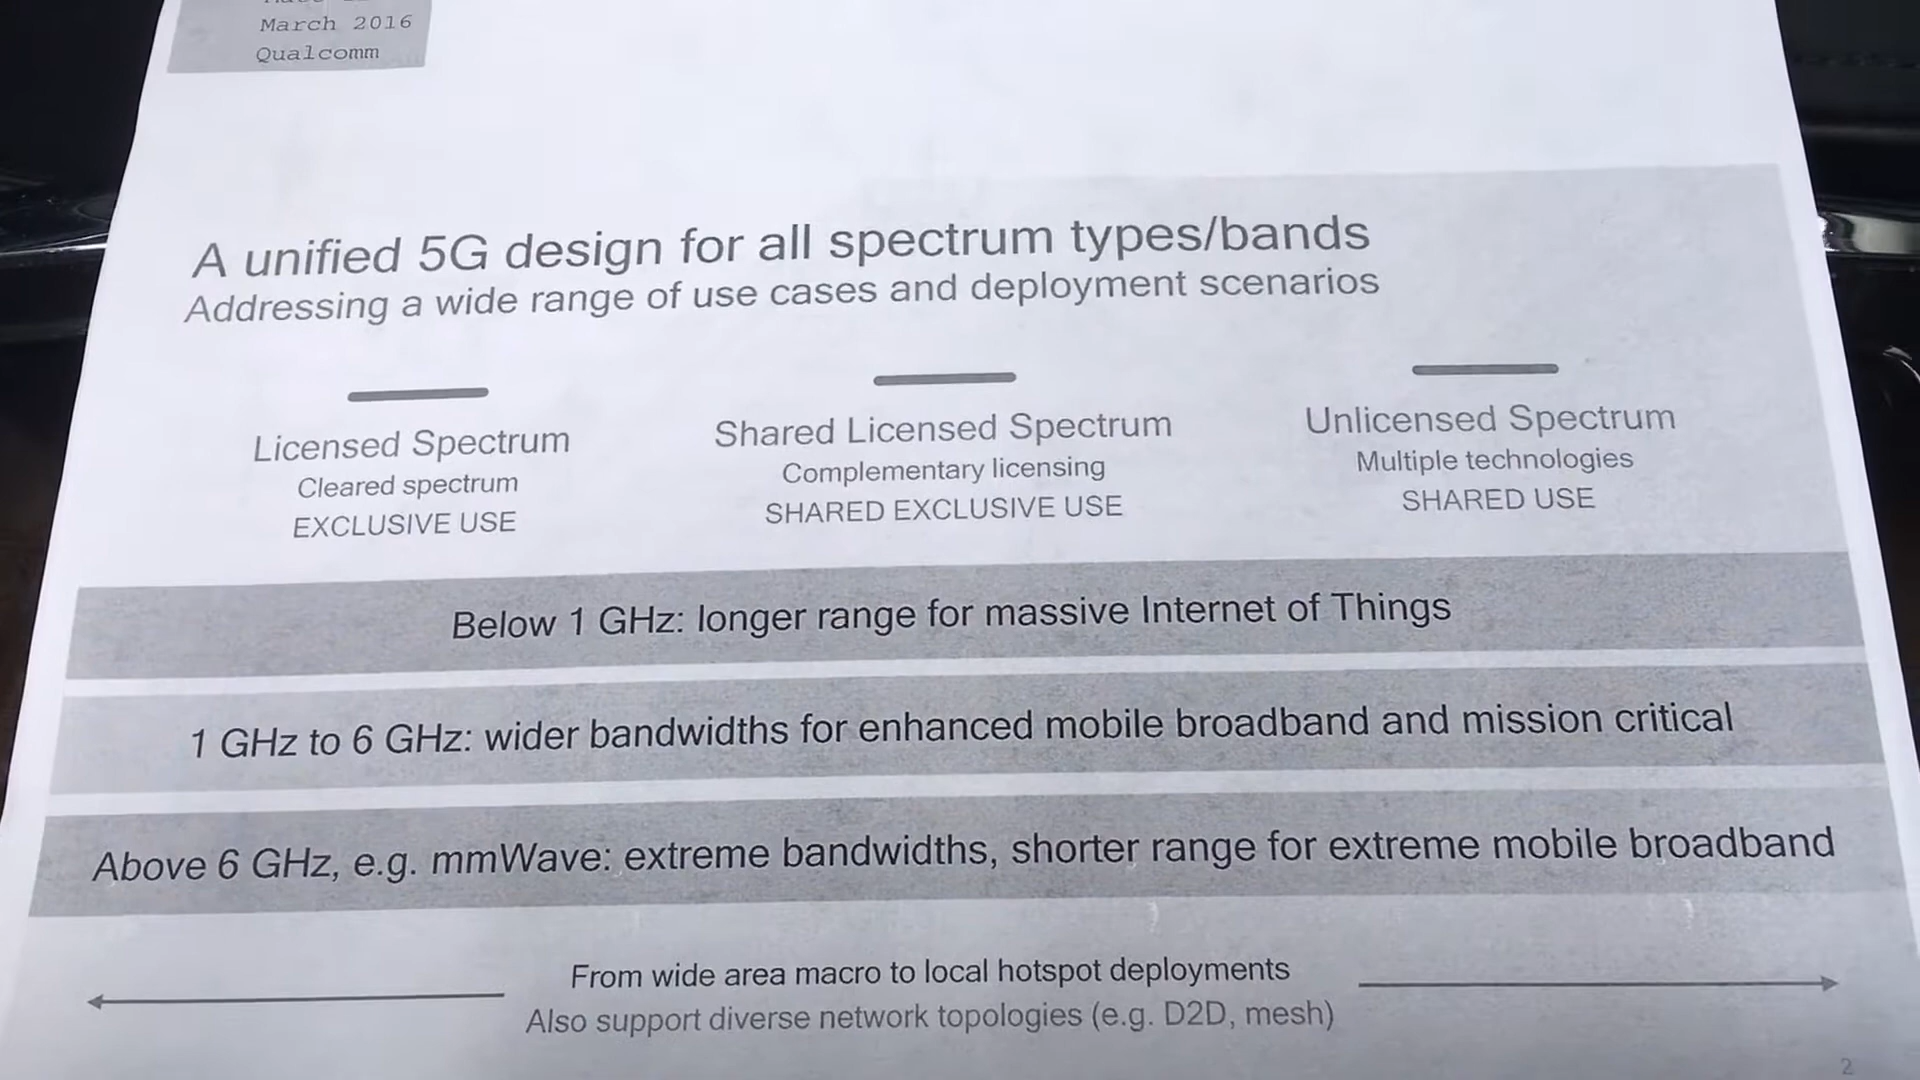 March 2016
Qualcomm
A unified 5G design for all spectrum types/bands
Addressing a wide range of use cases and deployment scenarios
Licensed Spectrum
Cleared spectrum
EXCLUSIVE USE
Shared Licensed Spectrum
Complementary licensing
SHARED EXCLUSIVE USE
Unlicensed Spectrum
Multiple technologies
SHARED USE
Below 1 GHz: longer range for massive Internet of Things
1 GHz to 6 GHz: wider bandwidths for enhanced mobile broadband and mission critical
Above 6 GHz, e.g. mmWave: extreme bandwidths, shorter range for extreme mobile broadband
From wide area macro to local hotspot deployments
Also support diverse network topologies (e.g. D2D, mesh)
2